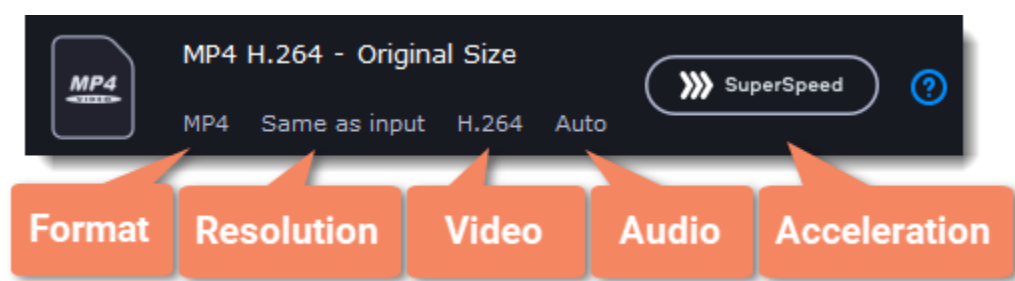 MP4 H.264 - Original Size
MP4
VIDEO
SuperSpeed
?
MP4 Same as input H.264 Auto
Format Resolution Video Audio Acceleration